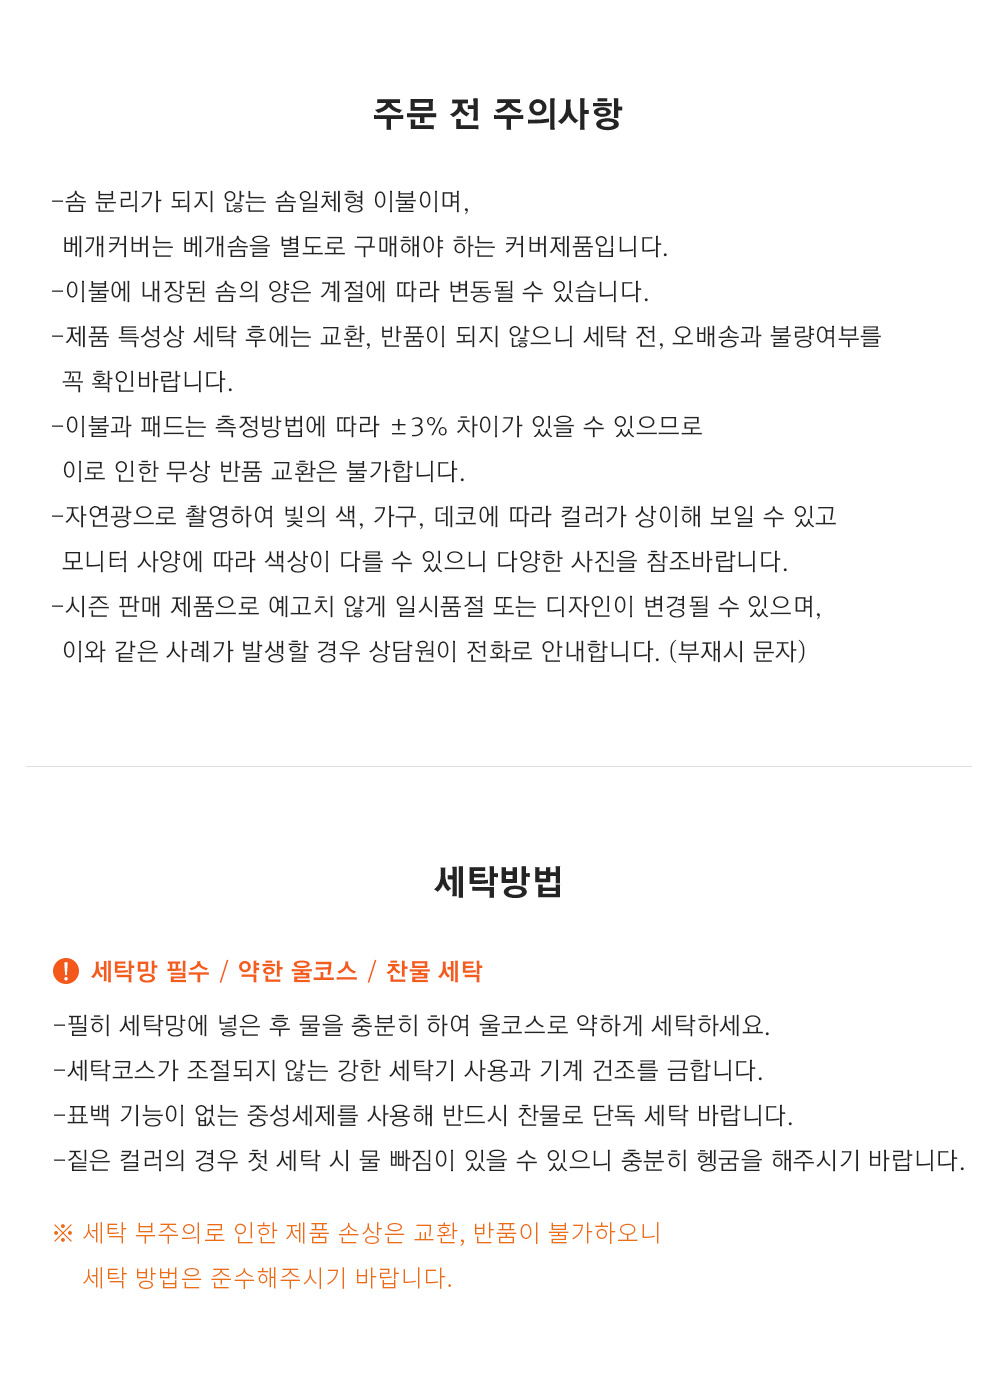 주문 전 주의사항
-솜 분리가 되지 않는 솜일체형 이불이며,
베개커버는 베개솜을 별도로 구매해야 하는 커버제품입니다.
-이불에 내장된 솜의 양은 계절에 따라 변동될 수 있습니다.
-제품 특성상 세탁 후에는 교환, 반품이 되지 않으니 세탁 전, 오배송과 불량여부를
꼭 확인바랍니다.
-이불과 패드는 측정방법에 따라 ±3% 차이가 있을 수 있으므로
이로 인한 무상 반품 교환은 불가합니다.
-자연광으로 촬영하여 빛의 색, 가구, 데코에 따라 컬러가 상이해 보일 수 있고
모니터 사양에 따라 색상이 다를 수 있으니 다양한 사진을 참조바랍니다.
-시즌 판매 제품으로 예고치 않게 일시품절 또는 디자인이 변경될 수 있으며,
이와 같은 사례가 발생할 경우 상담원이 전화로 안내합니다. (부재시 문자)
세탁방법
! 세탁망 필수 / 약한 울코스 / 찬물 세탁
-필히 세탁망에 넣은 후 물을 충분히 하여 울코스로 약하게 세탁하세요.
-세탁코스가 조절되지 않는 강한 세탁기 사용과 기계 건조를 금합니다.
-표백 기능이 없는 중성세제를 사용해 반드시 찬물로 단독 세탁 바랍니다.
-짙은 컬러의 경우 첫 세탁 시 물 빠짐이 있을 수 있으니 충분히 헹굼을 해주시기 바랍니다.
※ 세탁 부주의로 인한 제품 손상은 교환, 반품이 불가하오니
세탁 방법은 준수해주시기 바랍니다.